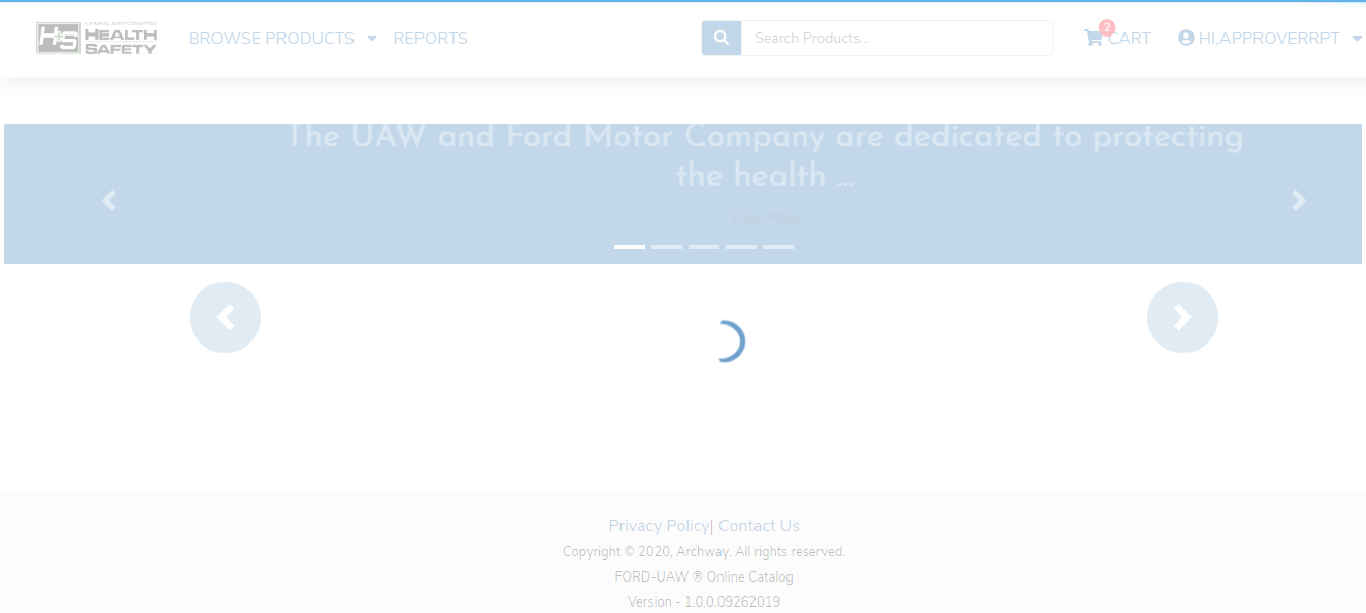 NATIONAL JOINT COMMITTEE
H+S HEALTH
SAFETY
BROWSE PRODUCTS
REPORTS
Search Products...
2
CART
HI,APPROVERRPT
The UAW and Ford Motor Company are dedicated to protecting
the health ...
View More
Privacy Policy| Contact Us
Copyright © 2020, Archway. All rights reserved.
FORD-UAW ® Online Catalog
Version - 1.0.0.09262019